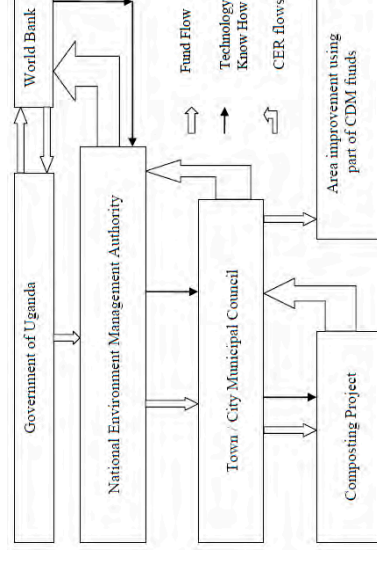 Government of Uganda
World Bank
National Environment Management Authority
Fund Flow
Technology
Know How
CER flows
Town / City Municipal Council
Composting Project
Area improvement using
part of CDM funds